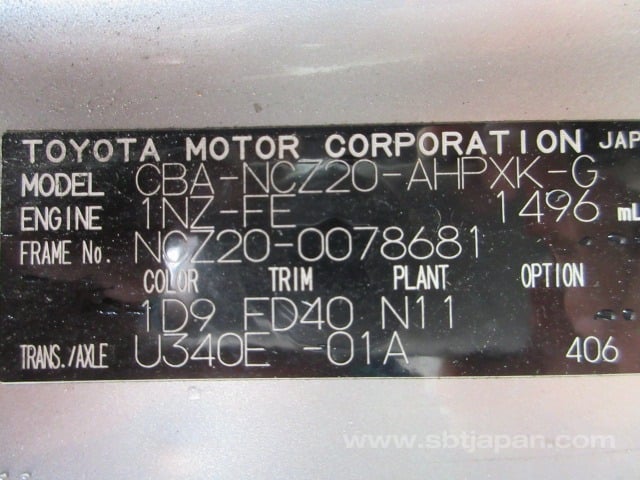 TOYOTA MOTOR CORPORATION JAP
MODEL CBA-NCZ20-AHPXK-G
ENGINE 1NZ-FE 1496 mL
FRAME No. NCZ20-0078681
COLOR TRIM PLANT OPTION
1D9 FD40 N11
TRANS./AXLE U340E -01A 406
www.sbtjapan.com